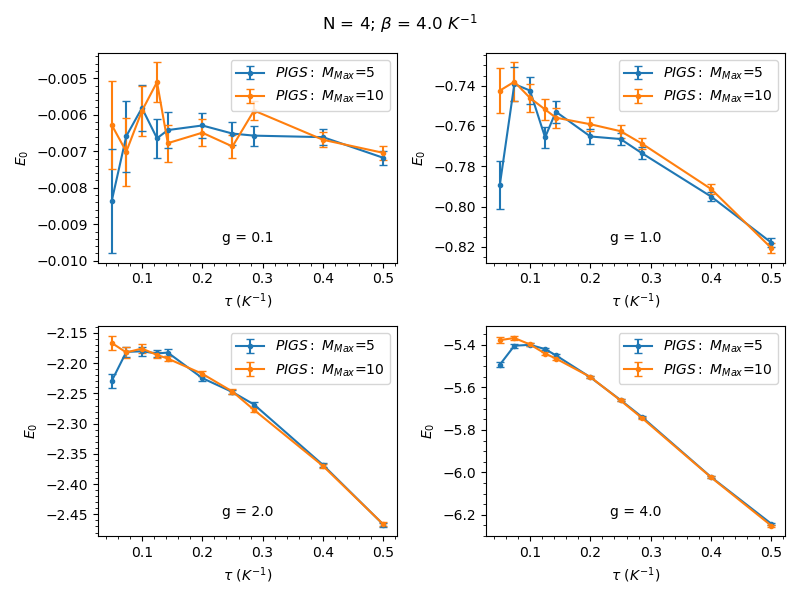 N = 4; β = 4.0 K⁻¹
−0.005
−0.006
−0.007
−0.008
−0.009
−0.010
E₀
PIGS: M_Max=5
PIGS: M_Max=10
g = 0.1
0.1 0.2 0.3 0.4 0.5
τ (K⁻¹)
−0.74
−0.76
−0.78
−0.80
−0.82
E₀
PIGS: M_Max=5
PIGS: M_Max=10
g = 1.0
0.1 0.2 0.3 0.4 0.5
τ (K⁻¹)
−2.15
−2.20
−2.25
−2.30
−2.35
−2.40
−2.45
E₀
PIGS: M_Max=5
PIGS: M_Max=10
g = 2.0
0.1 0.2 0.3 0.4 0.5
τ (K⁻¹)
−5.4
−5.6
−5.8
−6.0
−6.2
E₀
PIGS: M_Max=5
PIGS: M_Max=10
g = 4.0
0.1 0.2 0.3 0.4 0.5
τ (K⁻¹)